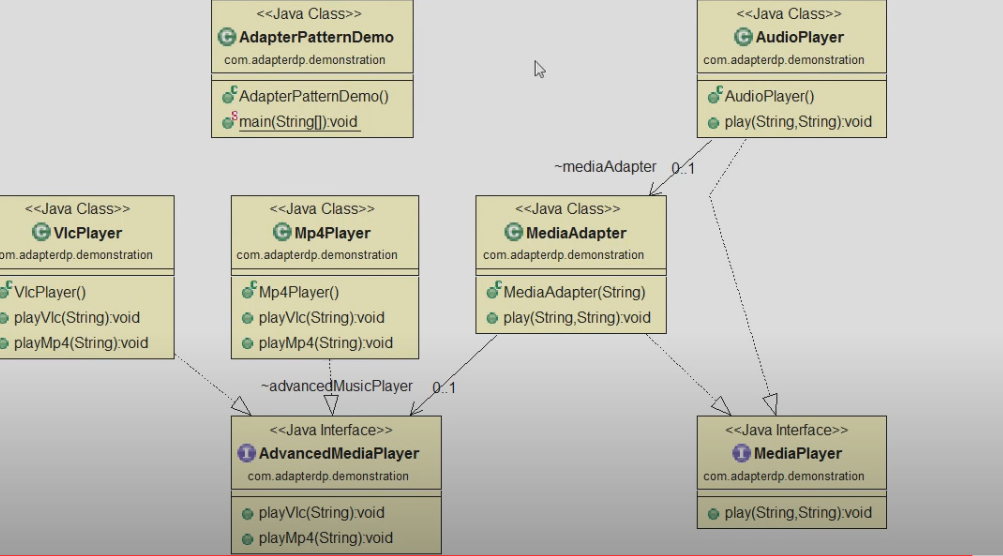 <<Java Class>>
AdapterPatternDemo
com.adapterdp.demonstration
AdapterPatternDemo()
main(String[]):void
<<Java Class>>
AudioPlayer
com.adapterdp.demonstration
AudioPlayer()
play(String,String):void
~mediaAdapter
0..1
<<Java Class>>
VlcPlayer
om.adapterdp.demonstration
VlcPlayer()
playVlc(String):void
playMp4(String):void
<<Java Class>>
Mp4Player
com.adapterdp.demonstration
Mp4Player()
playVlc(String):void
playMp4(String):void
<<Java Class>>
MediaAdapter
com.adapterdp.demonstration
MediaAdapter(String)
play(String,String):void
~advancedMusicPlayer
0..1
<<Java Interface>>
AdvancedMediaPlayer
com.adapterdp.demonstration
playVlc(String):void
playMp4(String):void
<<Java Interface>>
MediaPlayer
com.adapterdp.demonstration
play(String,String):void